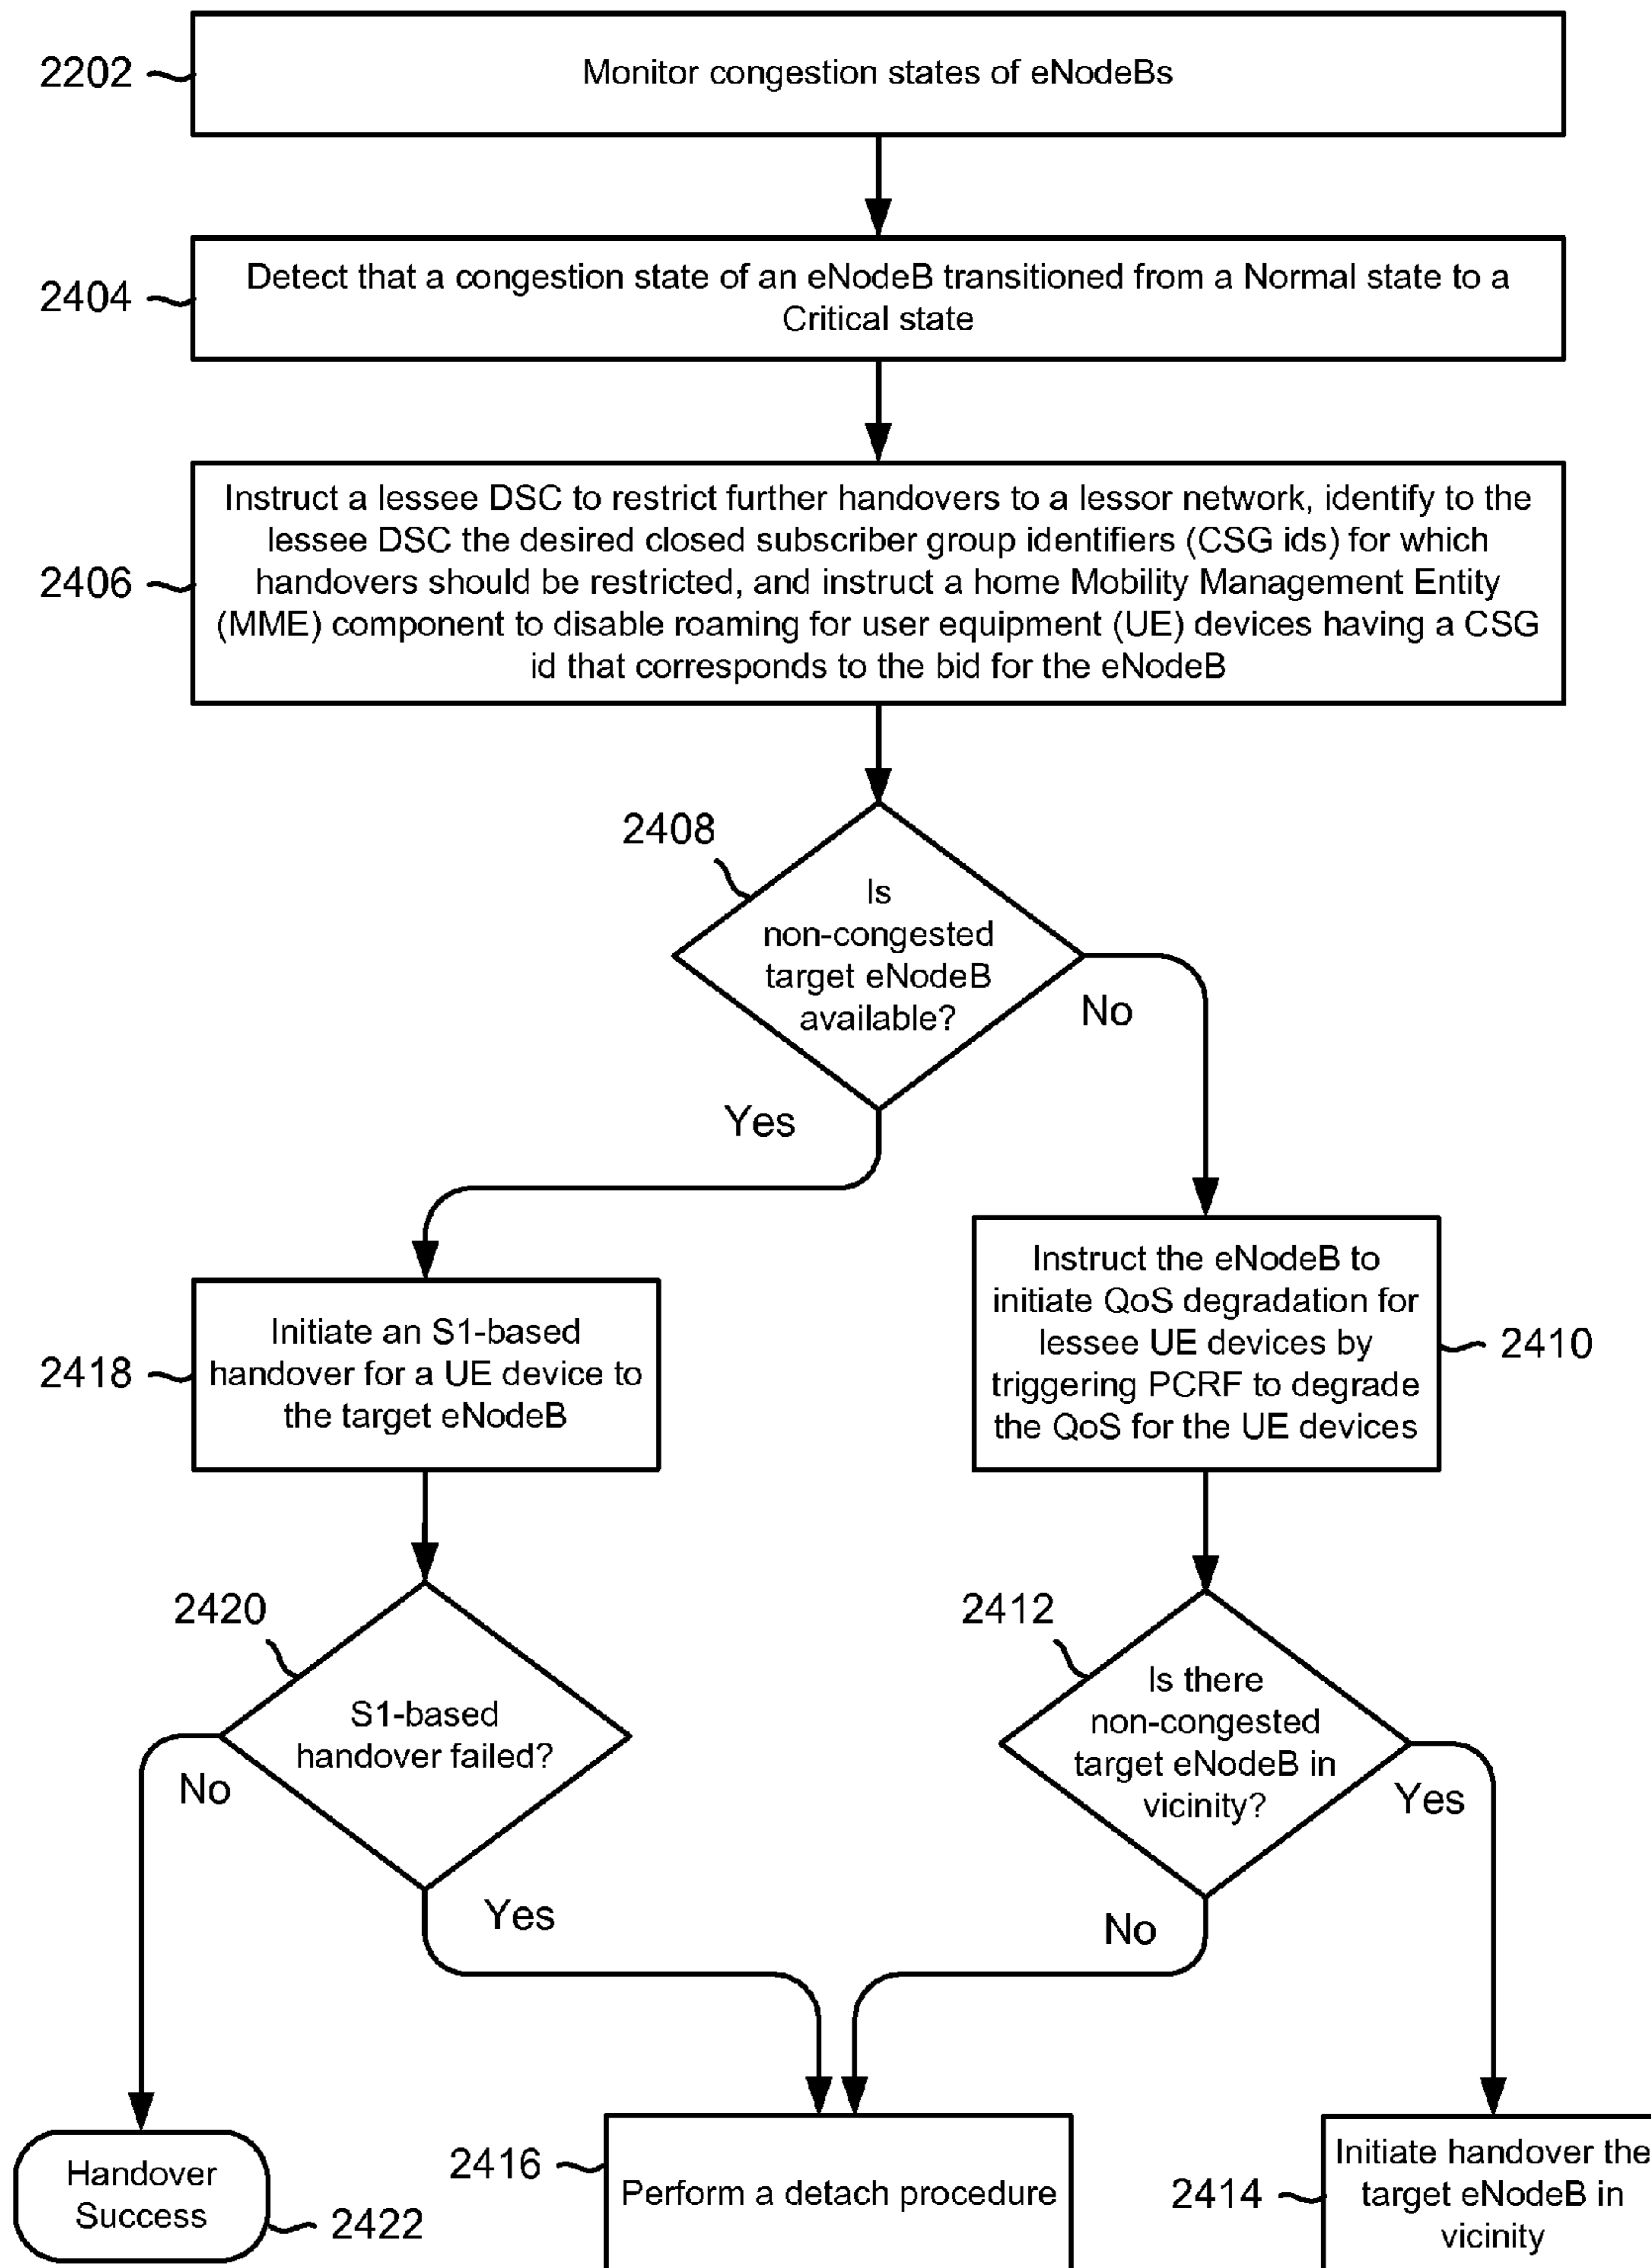 2202
Monitor congestion states of eNodeBs
2404
Detect that a congestion state of an eNodeB transitioned from a Normal state to a
Critical state
2406
Instruct a lessee DSC to restrict further handovers to a lessor network, identify to the
lessee DSC the desired closed subscriber group identifiers (CSG ids) for which
handovers should be restricted, and instruct a home Mobility Management Entity
(MME) component to disable roaming for user equipment (UE) devices having a CSG
id that corresponds to the bid for the eNodeB
2408
Is
non-congested
target eNodeB
available?
No
Yes
2418
Initiate an S1-based
handover for a UE device to
the target eNodeB
Instruct the eNodeB to
initiate QoS degradation for
lessee UE devices by
triggering PCRF to degrade
the QoS for the UE devices
2410
2420
S1-based
handover failed?
No
Yes
2412
Is there
non-congested
target eNodeB in
vicinity?
Yes
No
Handover
Success
2422
2416
Perform a detach procedure
2414
Initiate handover the
target eNodeB in
vicinity